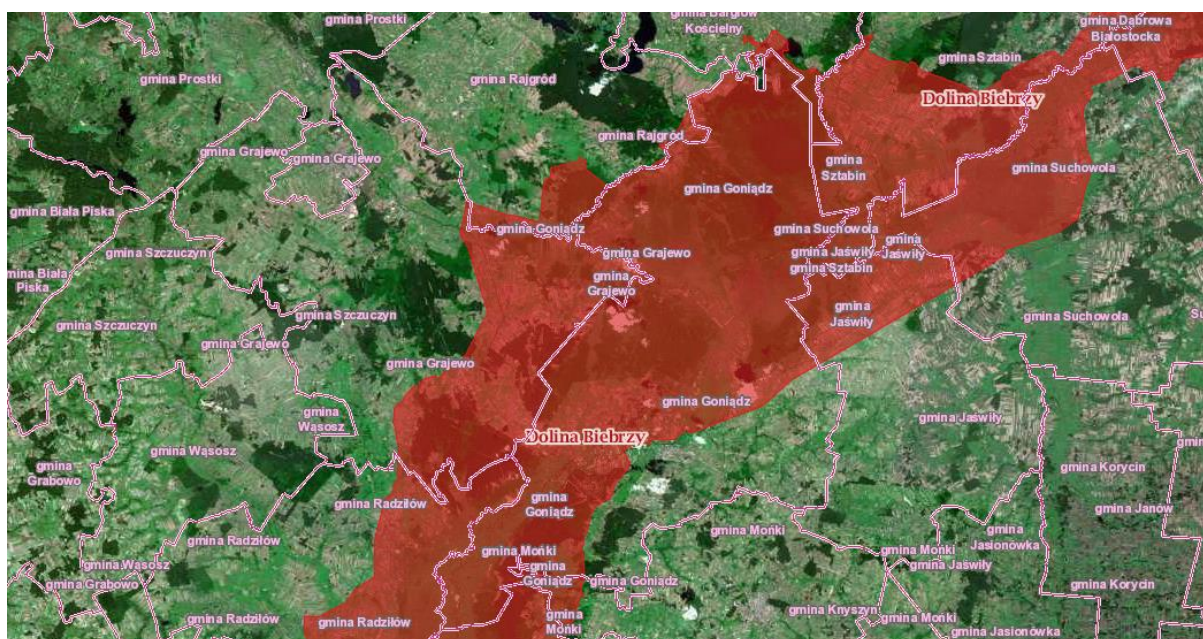 gmina Prostki
gmina Bargłów
Kościelny
gmina Dąbrowa
Białostocka
gmina Prostki
gmina Rajgród
gmina Sztabin
Dolina Biebrzy
gmina Rajgród
gmina Grajewo
gmina Grajewo
gmina
Sztabin
gmina Suchowola
gmina Goniądz
gmina Biała Piska
gmina Goniądz
gmina Suchowola
gmina Szczuczyn
gmina Grajewo
gmina Jaświły
gmina
Jaświły
gmina Biała
Piska
gmina
Grajewo
gmina Sztabin
gmina Szczuczyn
gmina Szczuczyn
gmina
Jaświły
gmina Suchowola
gmina Grajewo
gmina Grajewo
gmina Goniądz
gmina
Wąsosz
gmina Jaświły
Dolina Biebrzy
gmina Wąsosz
gmina
Grabowo
gmina Korycin
gmina Radziłów
gmina
Goniądz
gmina Janów
gmina Mońki
gmina
Jasionówka
gmina Radziłów
gmina Mońki
gmina Mońki
gmina Wąsosz
gmina
Goniądz
gmina Jaświły
gmina Grabowo
gmina Goniądz
gmina Korycin
gmina Knyszyn
gmina Radziłów
gmina Radziłów
gmina
Mońki
gmina Mońki
gmina Jasionówka